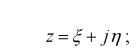 z = ξ + jη ;